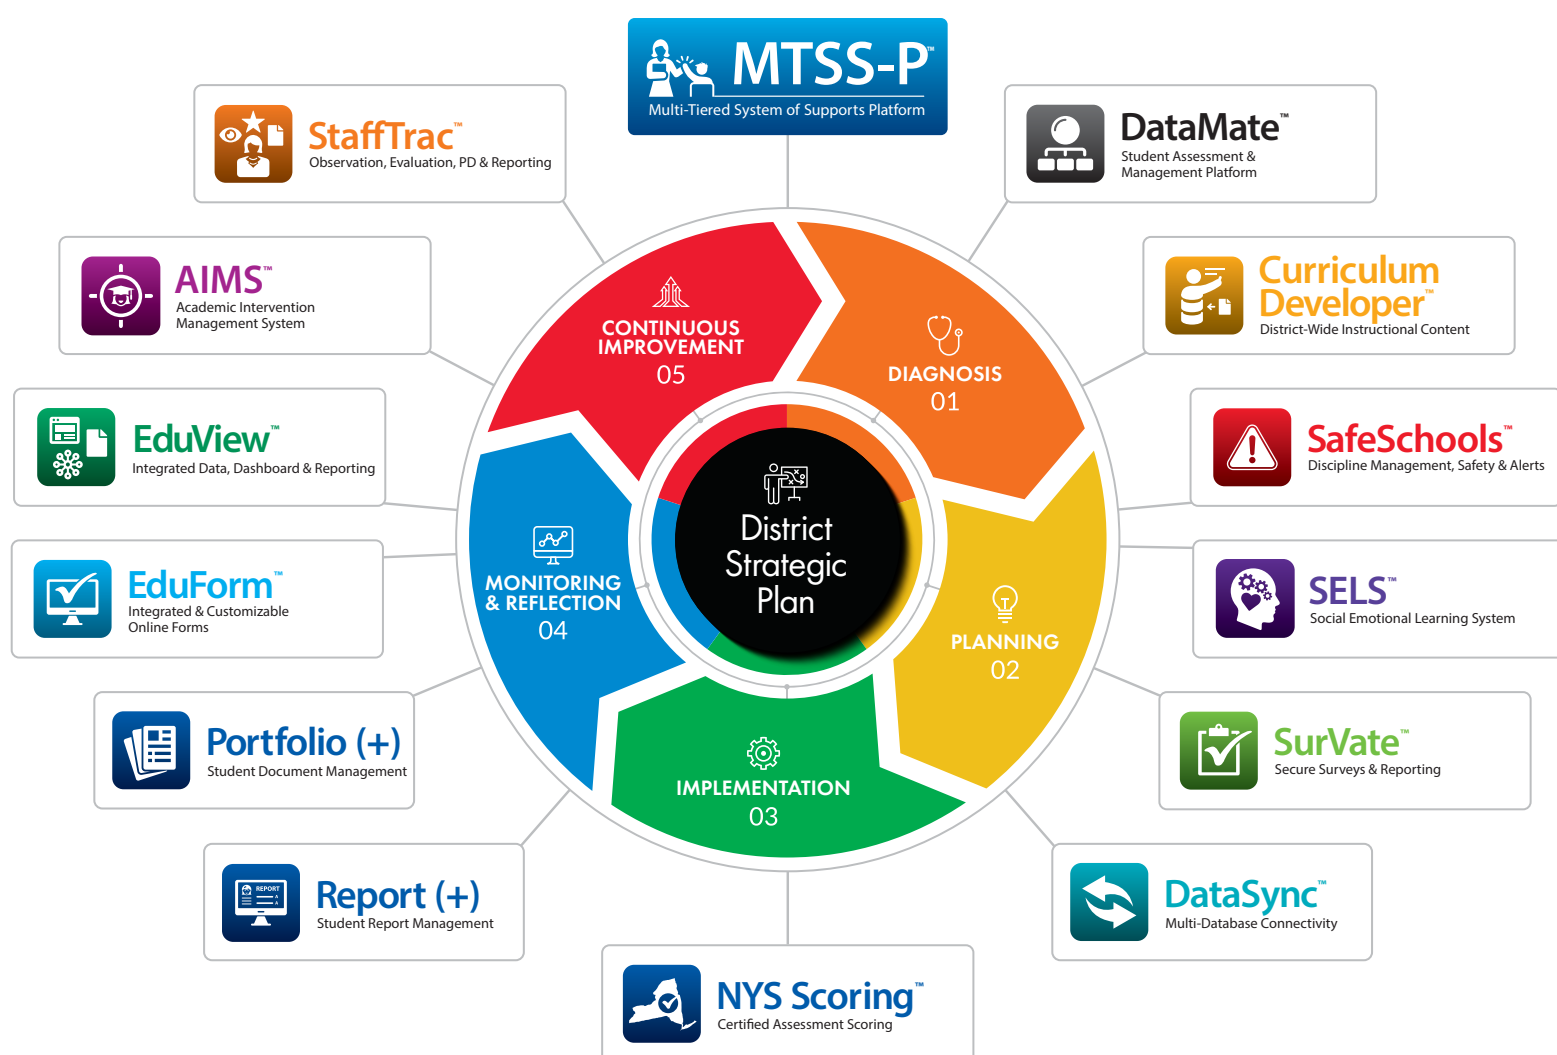 MTSS-P™
Multi-Tiered System of Supports Platform
StaffTrac™
Observation, Evaluation, PD & Reporting
DataMate™
Student Assessment &
Management Platform
AIMS™
Academic Intervention
Management System
Curriculum
Developer™
District-Wide Instructional Content
EduView™
Integrated Data, Dashboard & Reporting
SafeSchools™
Discipline Management, Safety & Alerts
EduForm™
Integrated & Customizable
Online Forms
SELS™
Social Emotional Learning System
Portfolio (+)
Student Document Management
SurVate™
Secure Surveys & Reporting
REPORT
A
A
Report (+)
Student Report Management
DataSync™
Multi-Database Connectivity
NYS Scoring™
Certified Assessment Scoring
DIAGNOSIS
01
PLANNING
02
IMPLEMENTATION
03
MONITORING
& REFLECTION
04
CONTINUOUS
IMPROVEMENT
05
District
Strategic
Plan